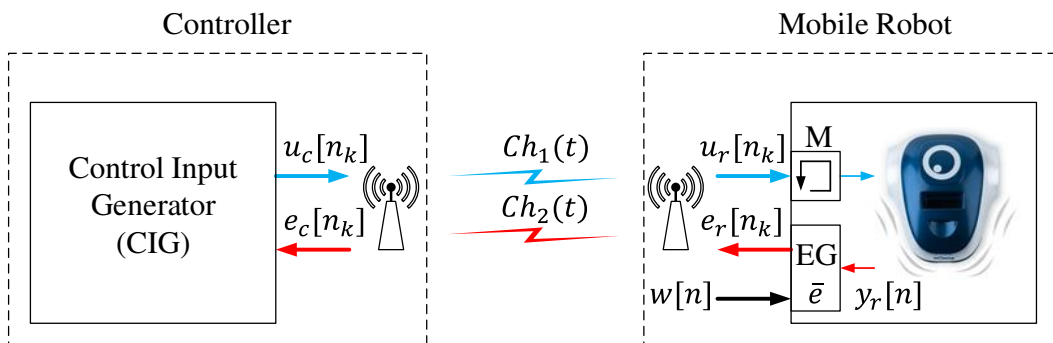 Controller
Mobile Robot
Control Input
Generator
(CIG)
u_c[n_k]
e_c[n_k]
Ch_1(t)
Ch_2(t)
u_r[n_k]
e_r[n_k]
w[n]
M
EG
ē
y_r[n]